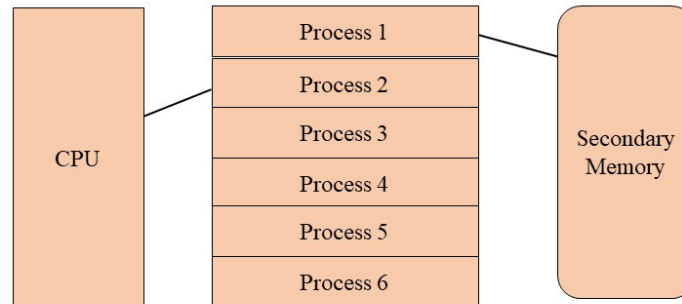 CPU
Process 1
Process 2
Process 3
Process 4
Process 5
Process 6
Secondary
Memory